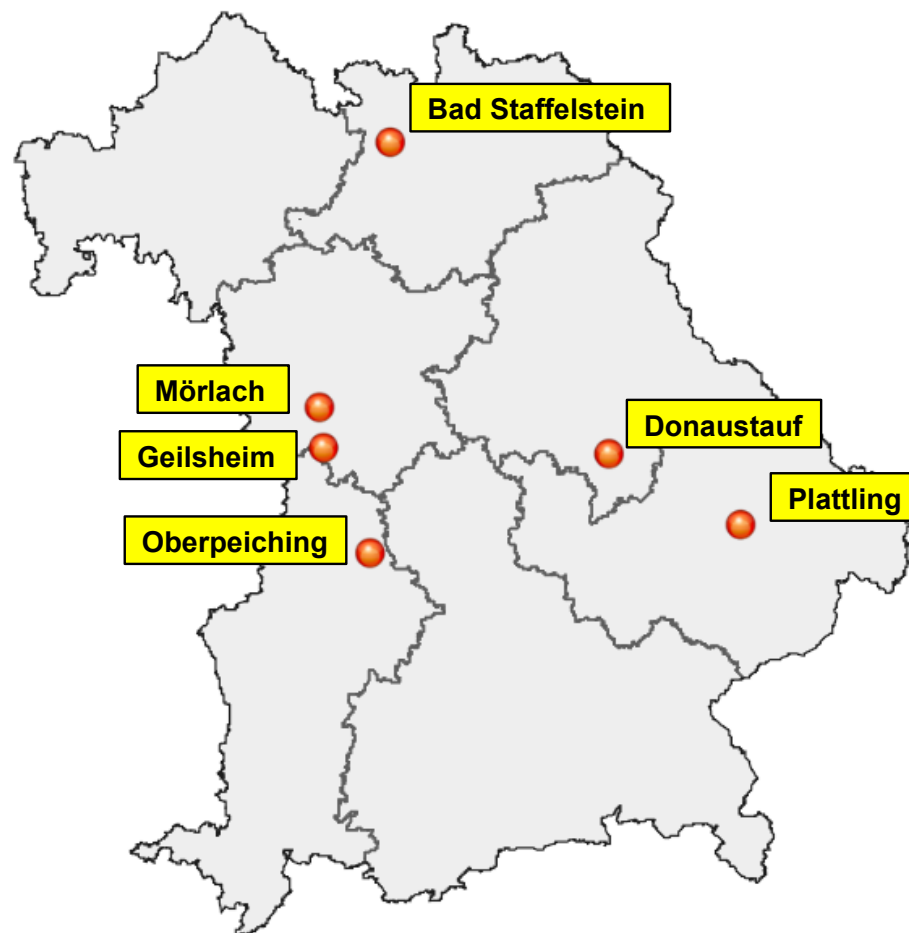 Bad Staffelstein
Mörlach
Donaustauf
Geilsheim
Plattling
Oberpeiching